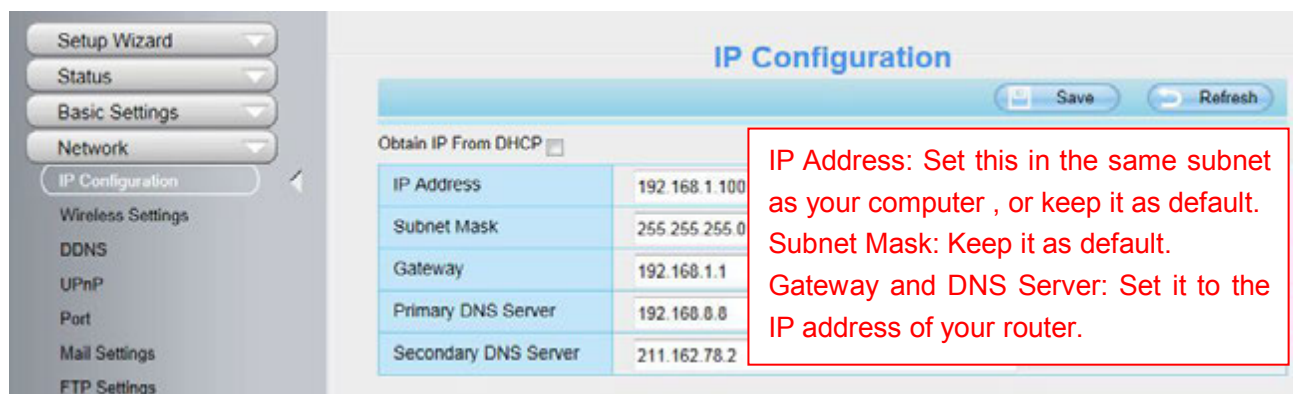 Setup Wizard
Status
Basic Settings
Network
IP Configuration
Wireless Settings
DDNS
UPnP
Port
Mail Settings
FTP Settings
IP Configuration
Save Refresh
Obtain IP From DHCP
IP Address 192.168.1.100
Subnet Mask 255.255.255.0
Gateway 192.168.1.1
Primary DNS Server 192.168.8.8
Secondary DNS Server 211.162.78.2
IP Address: Set this in the same subnet
as your computer , or keep it as default.
Subnet Mask: Keep it as default.
Gateway and DNS Server: Set it to the
IP address of your router.